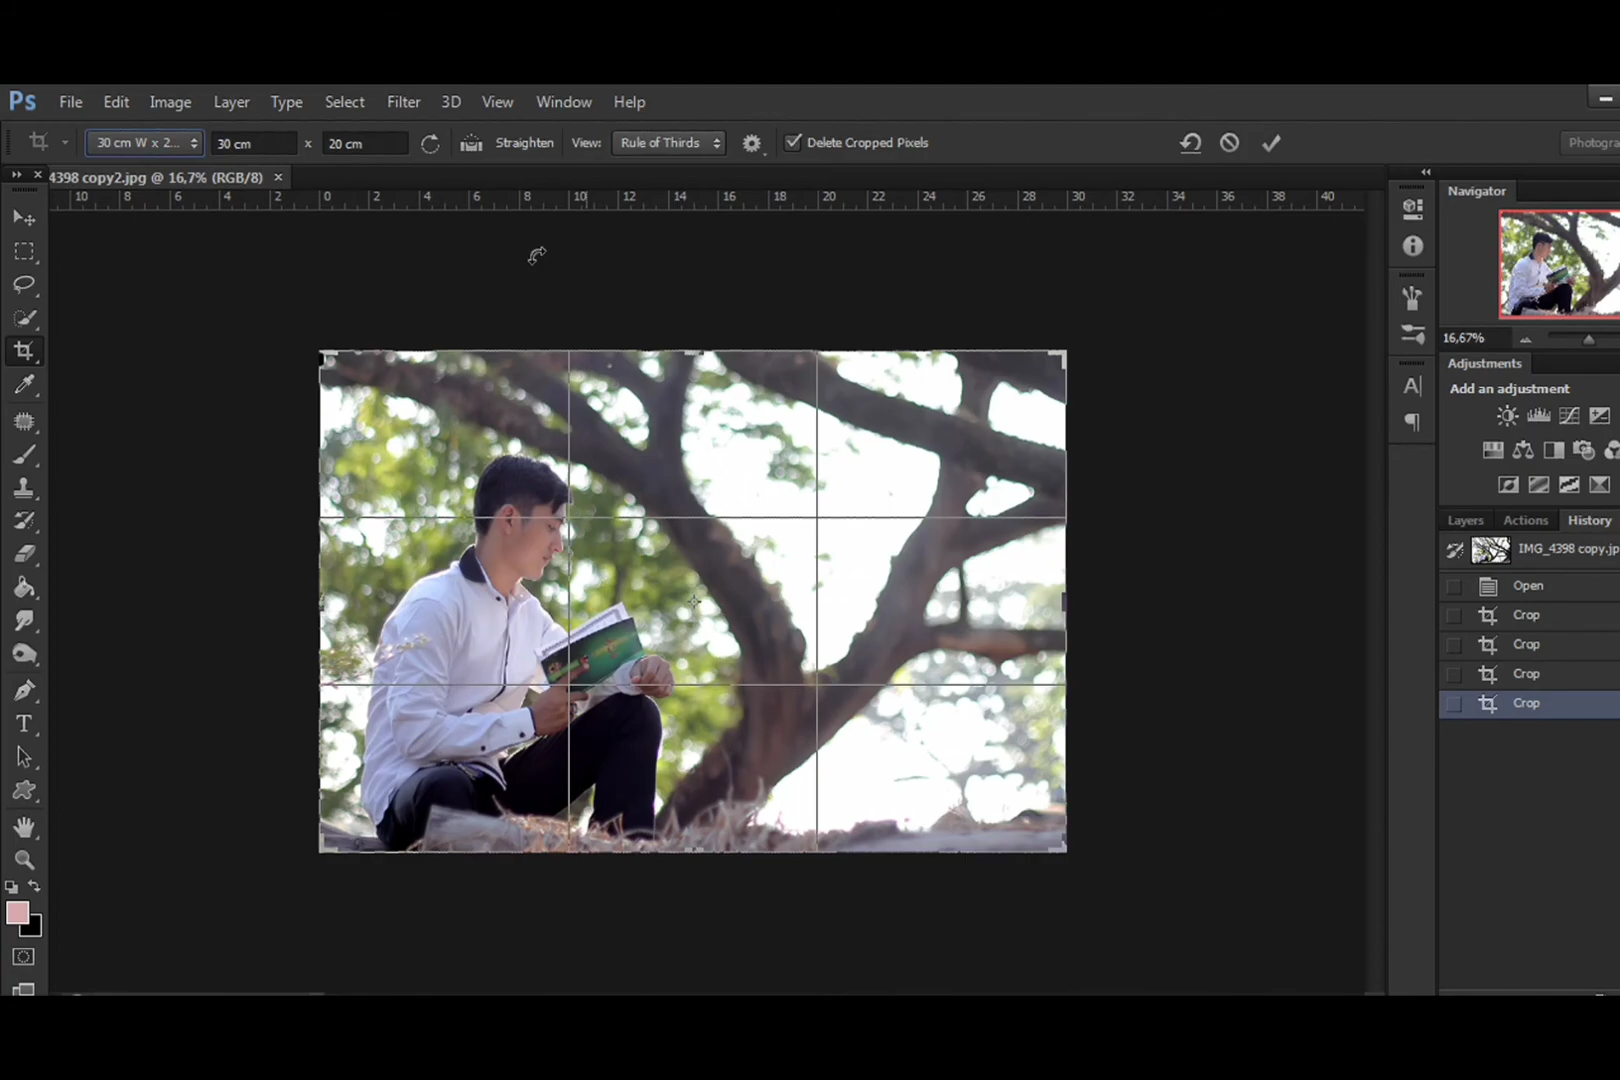 Ps File Edit Image Layer Type Select Filter 3D View Window Help
30 cm W x 2... 30 cm x 20 cm Straighten View: Rule of Thirds Delete Cropped Pixels
4398 copy2.jpg @ 16,7% (RGB/8) ×
10 8 6 4 2 0 2 4 6 8 10 12 14 16 18 20 22 24 26 28 30 32 34 36 38 40
Navigator
16,67%
Adjustments
Add an adjustment
Layers Actions History
IMG_4398 copy.jp
Open
Crop
Crop
Crop
Crop
A
T